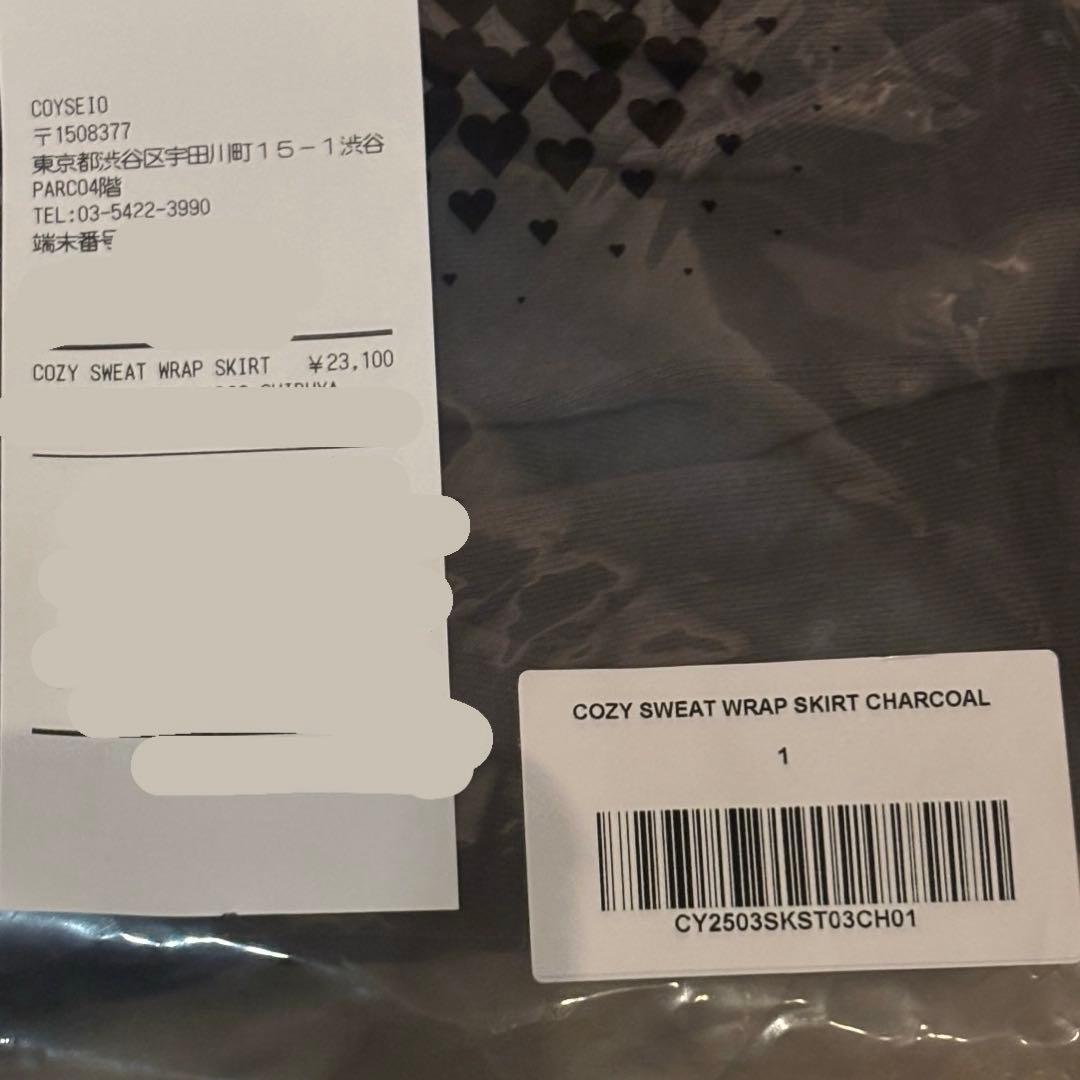 COYSEIO
〒1508377
東京都渋谷区宇田川町15-1渋谷
PARCO4階
TEL:03-5422-3990
端末番号
COZY SWEAT WRAP SKIRT ¥23,100
SHIBUYA
COZY SWEAT WRAP SKIRT CHARCOAL
1
CY2503SKST03CH01